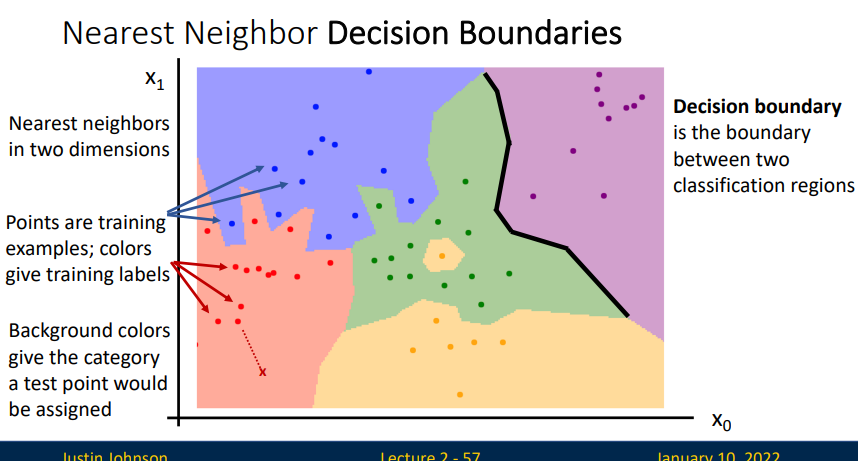 Nearest Neighbor Decision Boundaries
x1
Nearest neighbors
in two dimensions
Points are training
examples; colors
give training labels
Background colors
give the category
a test point would
be assigned
x
Decision boundary
is the boundary
between two
classification regions
x0
Justin Johnson
Lecture 2 - 57
January 10, 2022